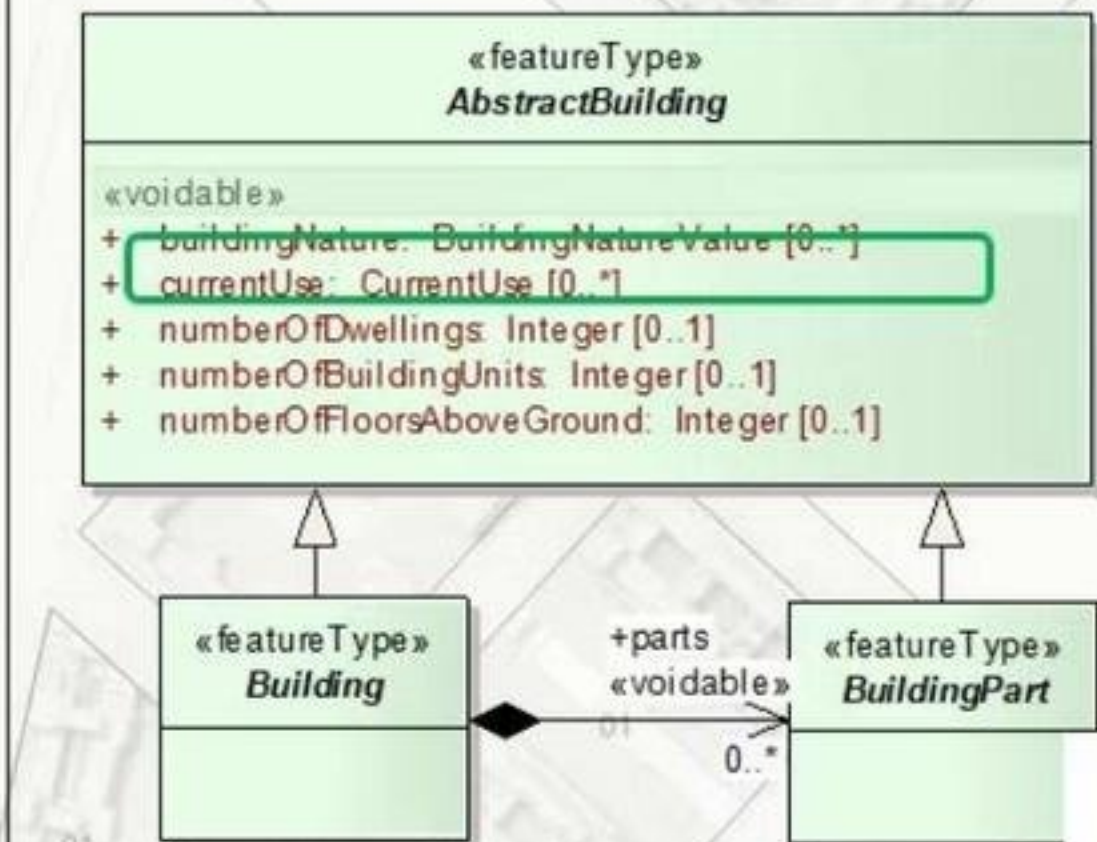 «featureType»
AbstractBuilding
«voidable»
+ buildingNature: BuildingNatureValue [0..*]
+ currentUse: CurrentUse [0..*]
+ numberOfDwellings: Integer [0..1]
+ numberOfBuildingUnits: Integer [0..1]
+ numberOfFloorsAboveGround: Integer [0..1]
«featureType»
Building
+parts
«voidable»
0..*
«featureType»
BuildingPart